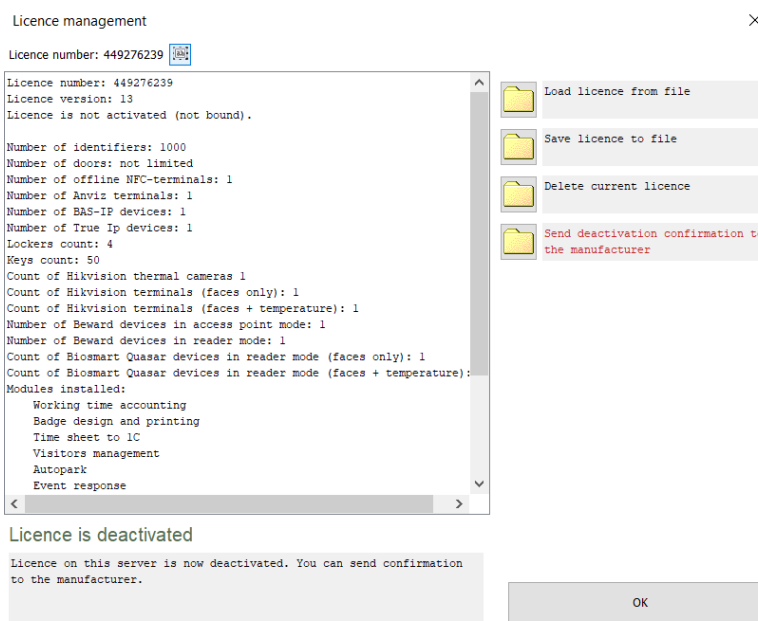 Licence management
Licence number: 449276239
Licence number: 449276239
Licence version: 13
Licence is not activated (not bound).
Number of identifiers: 1000
Number of doors: not limited
Number of offline NFC-terminals: 1
Number of Anviz terminals: 1
Number of BAS-IP devices: 1
Number of True Ip devices: 1
Lockers count: 4
Keys count: 50
Count of Hikvision thermal cameras 1
Count of Hikvision terminals (faces only): 1
Count of Hikvision terminals (faces + temperature): 1
Number of Beward devices in access point mode: 1
Number of Beward devices in reader mode: 1
Count of Biosmart Quasar devices in reader mode (faces only): 1
Count of Biosmart Quasar devices in reader mode (faces + temperature):
Modules installed:
Working time accounting
Badge design and printing
Time sheet to 1C
Visitors management
Autopark
Event response
Load licence from file
Save licence to file
Delete current licence
Send deactivation confirmation to
the manufacturer
Licence is deactivated
Licence on this server is now deactivated. You can send confirmation
to the manufacturer.
OK